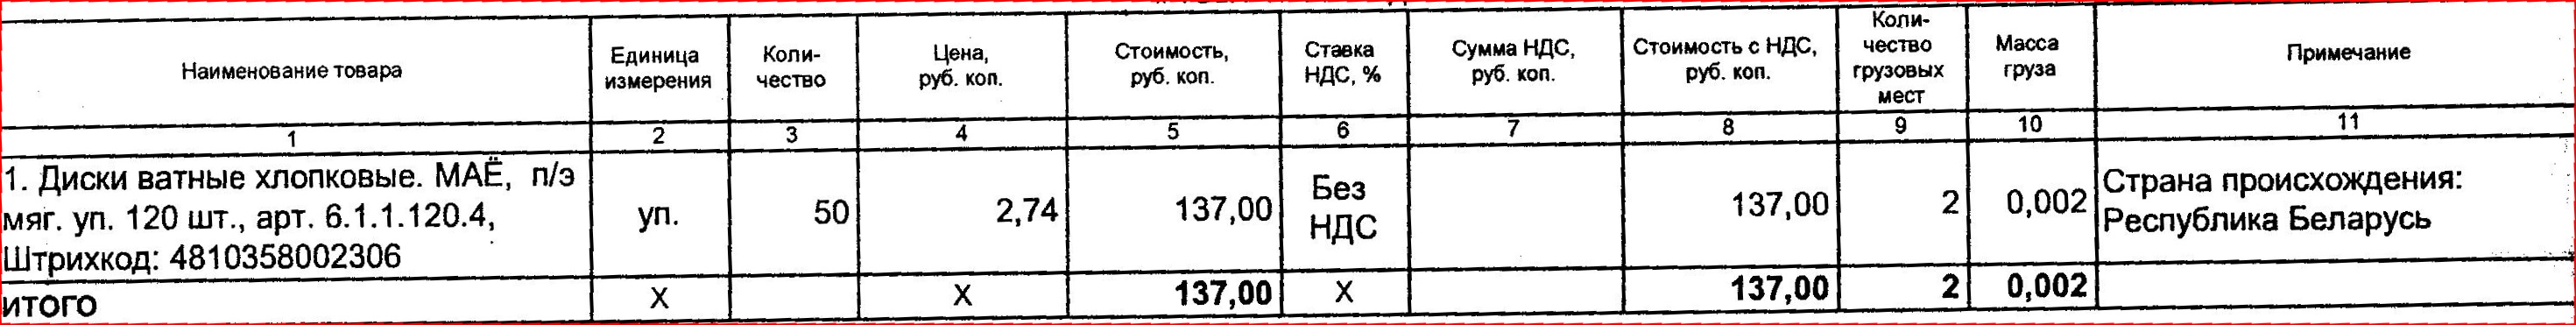 Наименование товара
Единица
измерения
Коли-
чество
Цена,
руб. коп.
Стоимость,
руб. коп.
Ставка
НДС, %
Сумма НДС,
руб. коп.
Стоимость с НДС,
руб. коп.
Коли-
чество
грузовых
мест
Масса
груза
Примечание
1 2 3 4 5 6 7 8 9 10 11
1. Диски ватные хлопковые. МАЁ, п/э
мяг. уп. 120 шт., арт. 6.1.1.120.4,
Штрихкод: 4810358002306
уп.
50
2,74
137,00
Без
НДС
137,00
2
0,002
Страна происхождения:
Республика Беларусь
ИТОГО X X 137,00 X 137,00 2 0,002